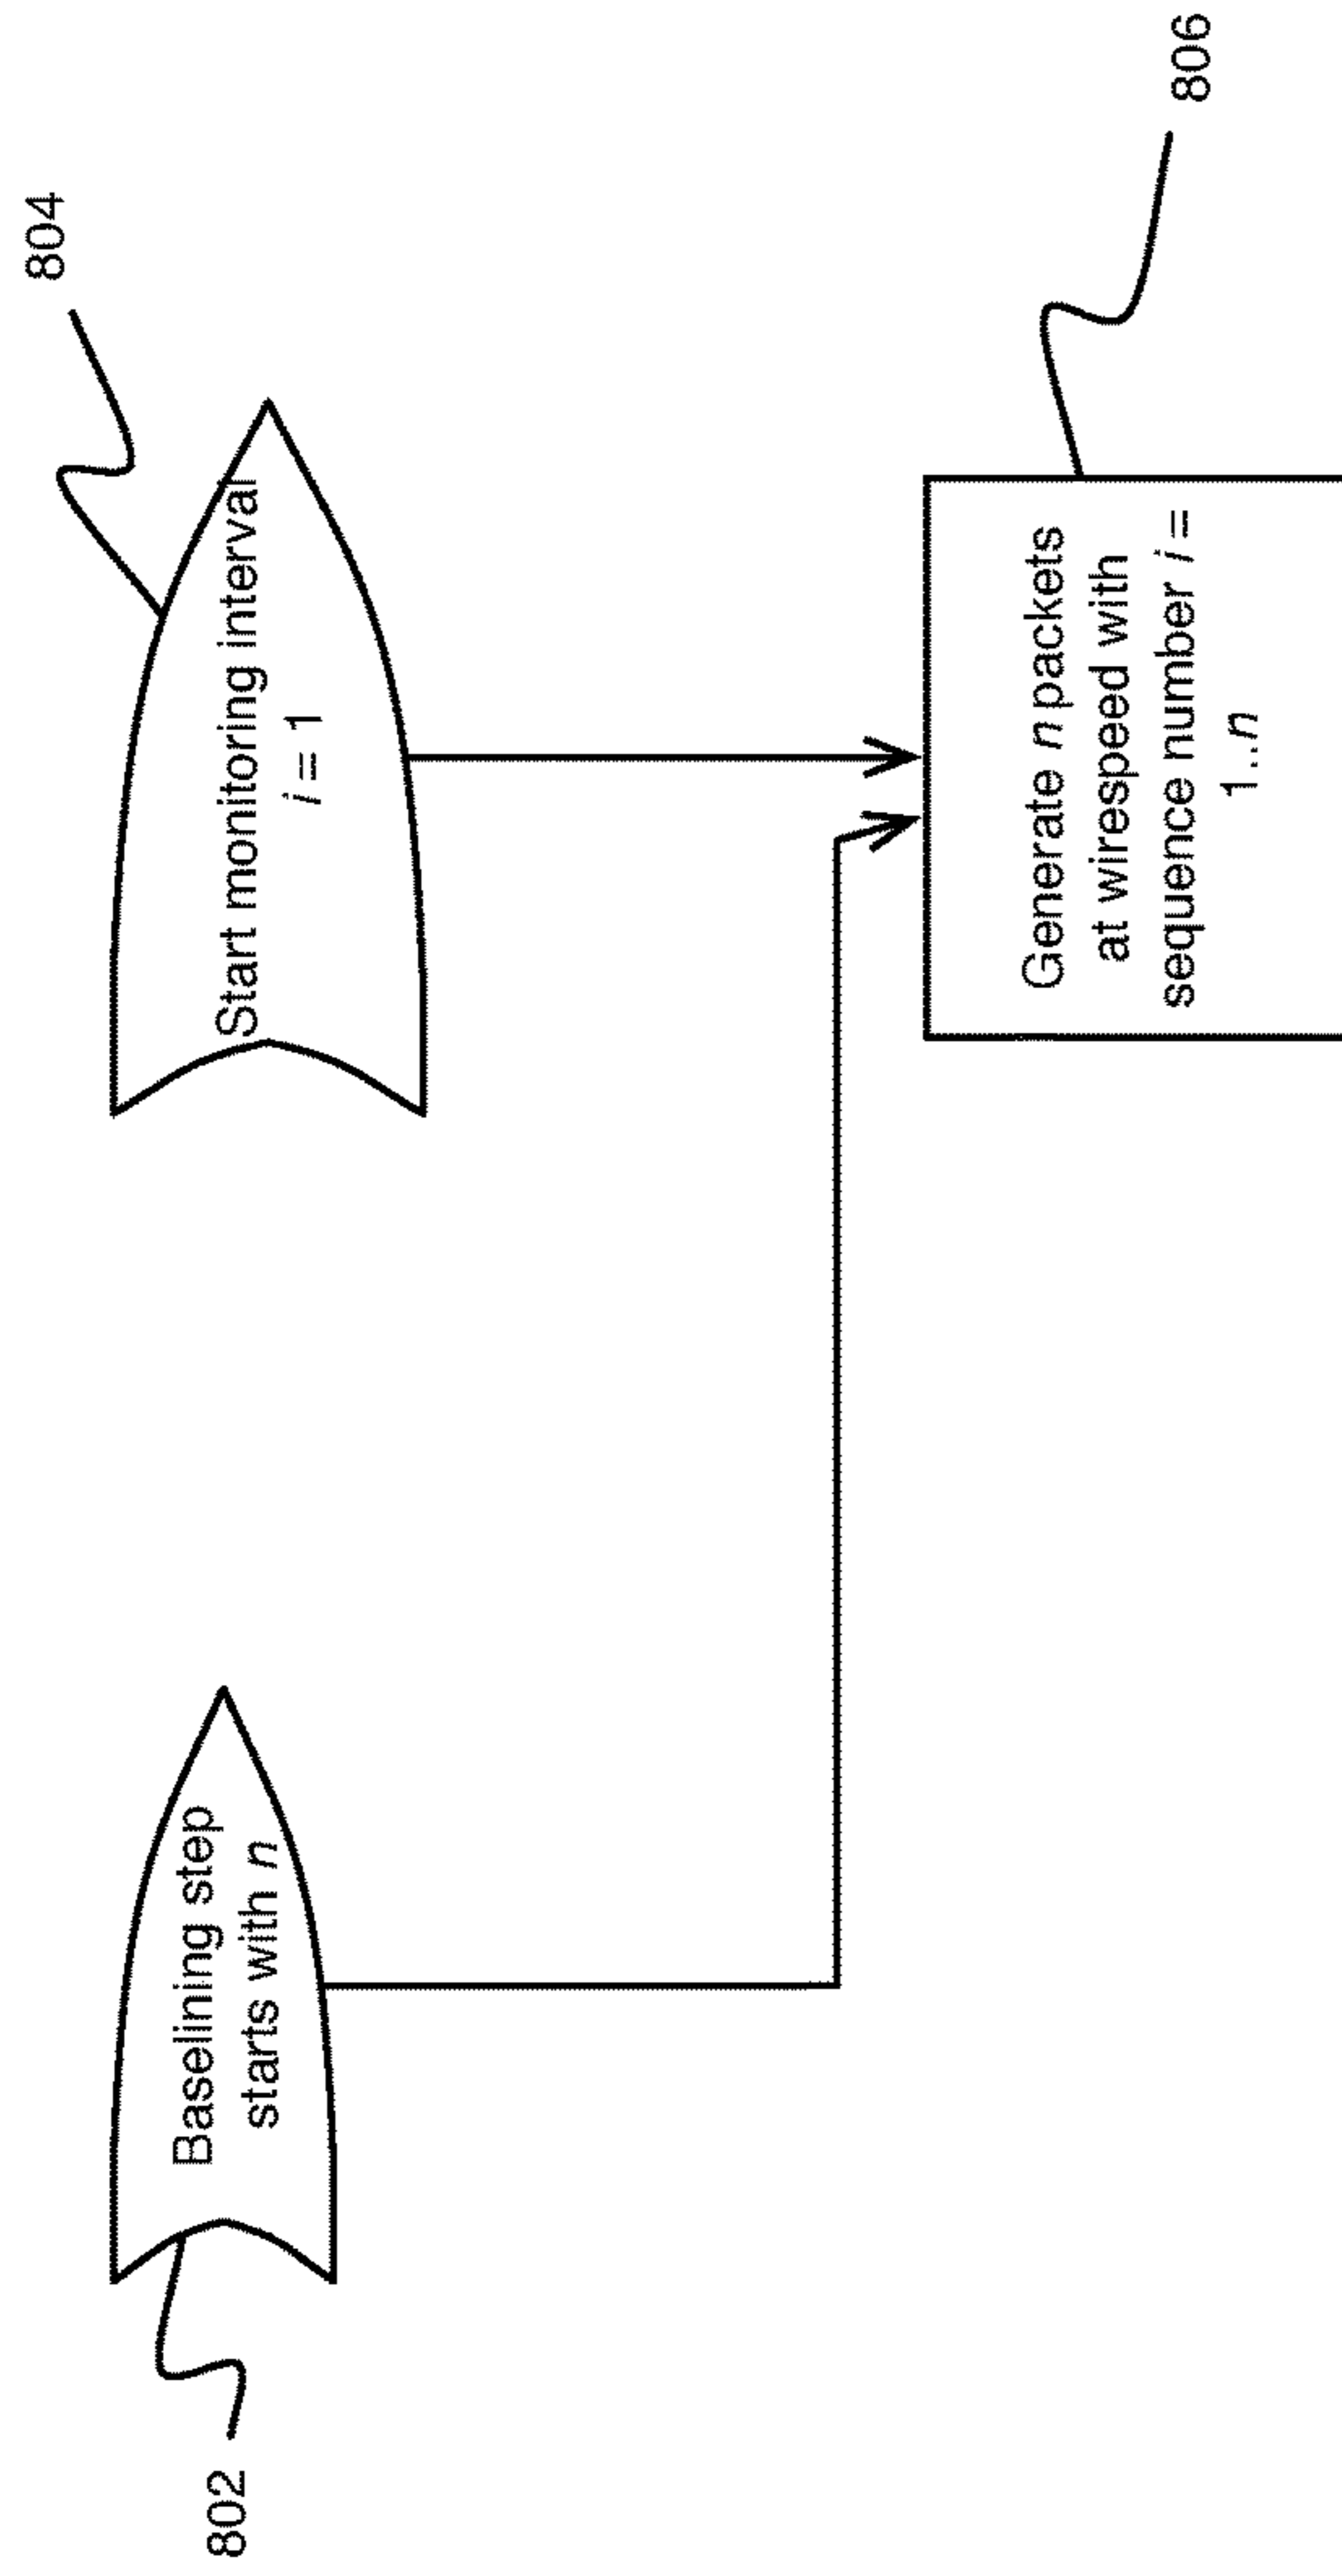 802
Baselining step
starts with n
804
Start monitoring interval
i = 1
806
Generate n packets
at wirespeed with
sequence number i =
1..n